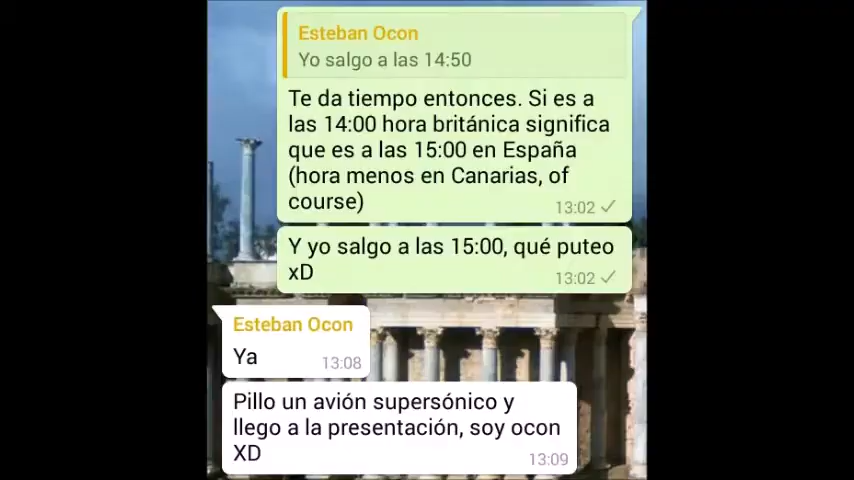 Esteban Ocon
Yo salgo a las 14:50
Te da tiempo entonces. Si es a
las 14:00 hora británica significa
que es a las 15:00 en España
(hora menos en Canarias, of
course)
13:02
Y yo salgo a las 15:00, qué puteo
xD
13:02
Esteban Ocon
Ya
13:08
Pillo un avión supersónico y
llego a la presentación, soy ocon
XD
13:09